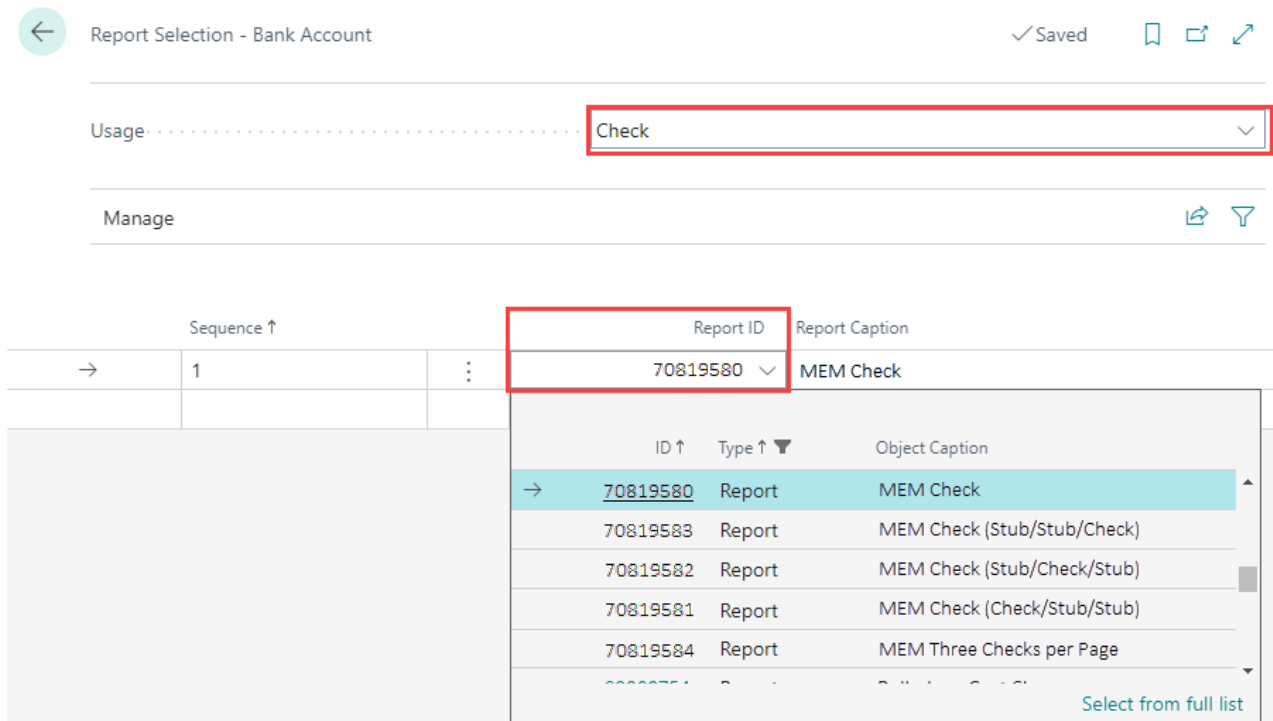 Report Selection - Bank Account Saved
Usage Check
Manage
Sequence ↑ Report ID Report Caption
1 70819580 MEM Check
ID ↑ Type ↑ Object Caption
70819580 Report MEM Check
70819583 Report MEM Check (Stub/Stub/Check)
70819582 Report MEM Check (Stub/Check/Stub)
70819581 Report MEM Check (Check/Stub/Stub)
70819584 Report MEM Three Checks per Page
Select from full list